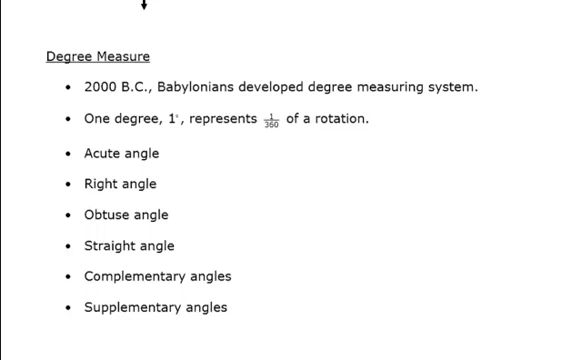 Degree Measure
• 2000 B.C., Babylonians developed degree measuring system.
• One degree, 1°, represents 1/360 of a rotation.
• Acute angle
• Right angle
• Obtuse angle
• Straight angle
• Complementary angles
• Supplementary angles